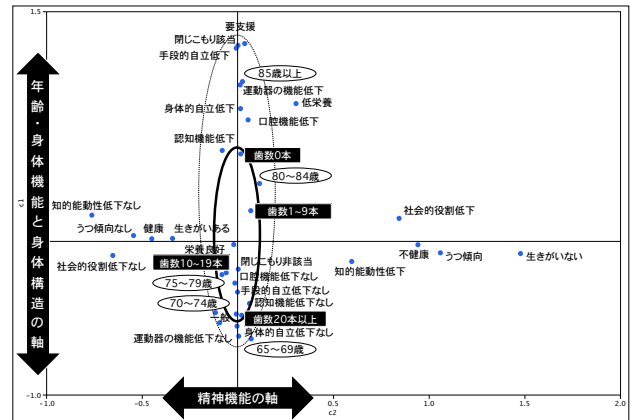 1.5
要支援
閉じこもり該当
手段的自立低下
85歳以上
運動器の機能低下
低栄養
身体的自立低下
口腔機能低下
認知機能低下
歯数0本
80～84歳
歯数1~9本
社会的役割低下
知的能動性低下なし
うつ傾向なし
健康
生きがいある
栄養良好
不健康
うつ傾向
生きがいない
社会的役割低下なし
歯数10~19本
閉じこもり非該当
知的能動性低下
口腔機能低下なし
75～79歳
手段的自立低下なし
70～74歳
認知機能低下なし
一般
歯数20本以上
身体的自立低下なし
運動器の機能低下なし
65～69歳
年齢・身体機能と身体構造の軸
c1
-1.0
-1.0
-0.5
精神機能の軸
0.5
1.0
1.5
2.0
c2